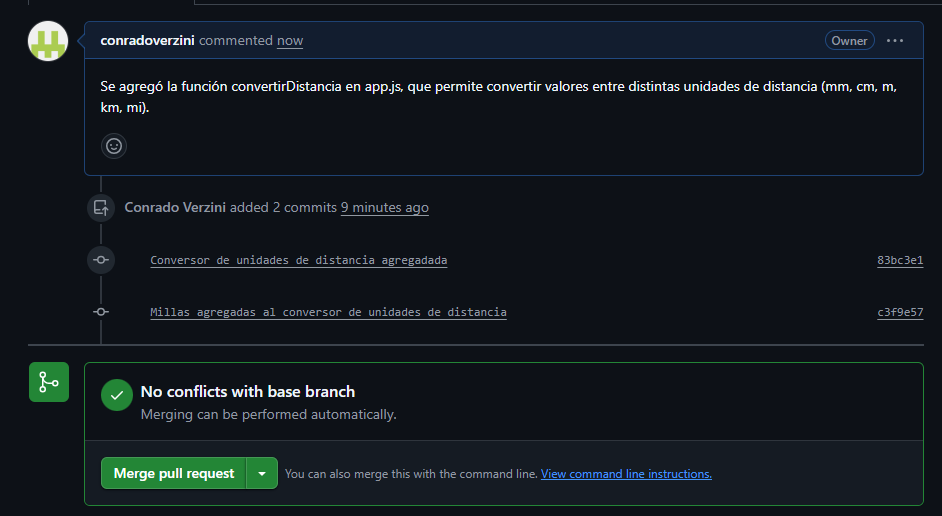 conradoverzini commented now
Owner
Se agregó la función convertirDistancia en app.js, que permite convertir valores entre distintas unidades de distancia (mm, cm, m,
km, mi).
Conrado Verzini added 2 commits 9 minutes ago
Conversor de unidades de distancia agregadada
83bc3e1
Millas agregadas al conversor de unidades de distancia
c3f9e57
No conflicts with base branch
Merging can be performed automatically.
Merge pull request
You can also merge this with the command line. View command line instructions.